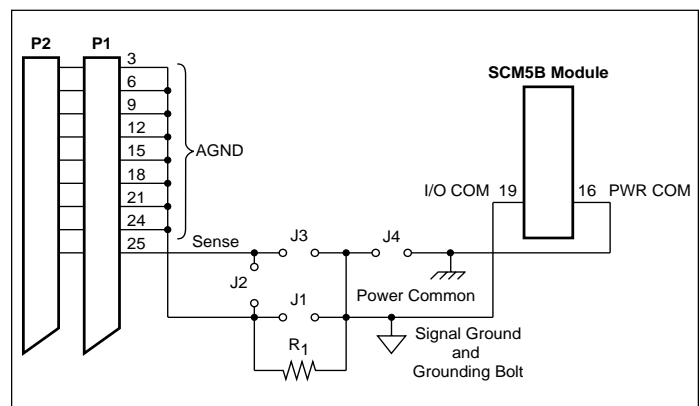 P2 P1
3
6
9
12
15
18
21
24
25
AGND
Sense
J3
J4
J2
J1
R1
SCM5B Module
I/O COM 19
16 PWR COM
Power Common
Signal Ground
and
Grounding Bolt